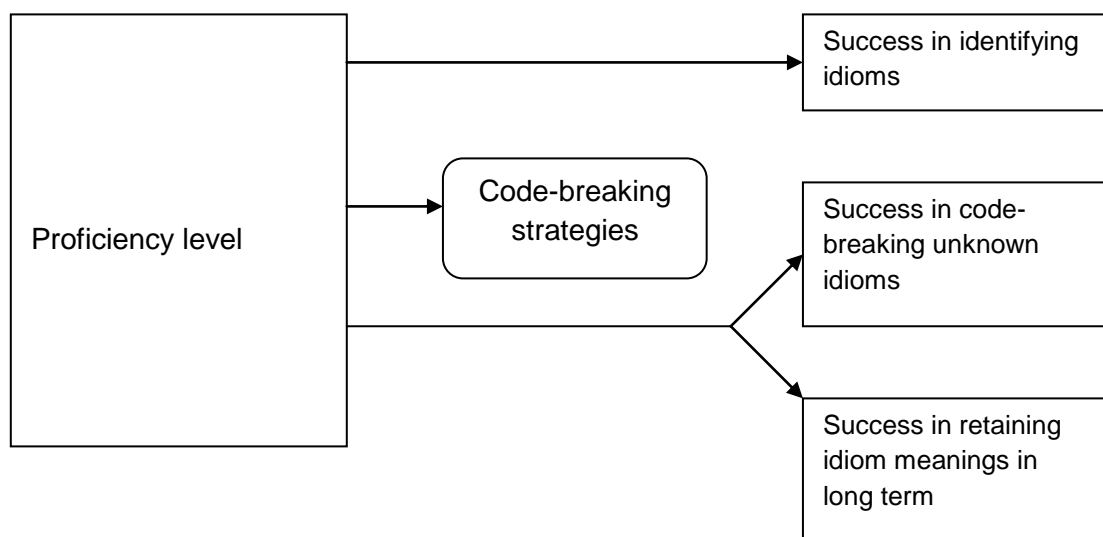 Success in identifying
idioms
Code-breaking
strategies
Proficiency level
Success in code-
breaking unknown
idioms
Success in retaining
idiom meanings in
long term